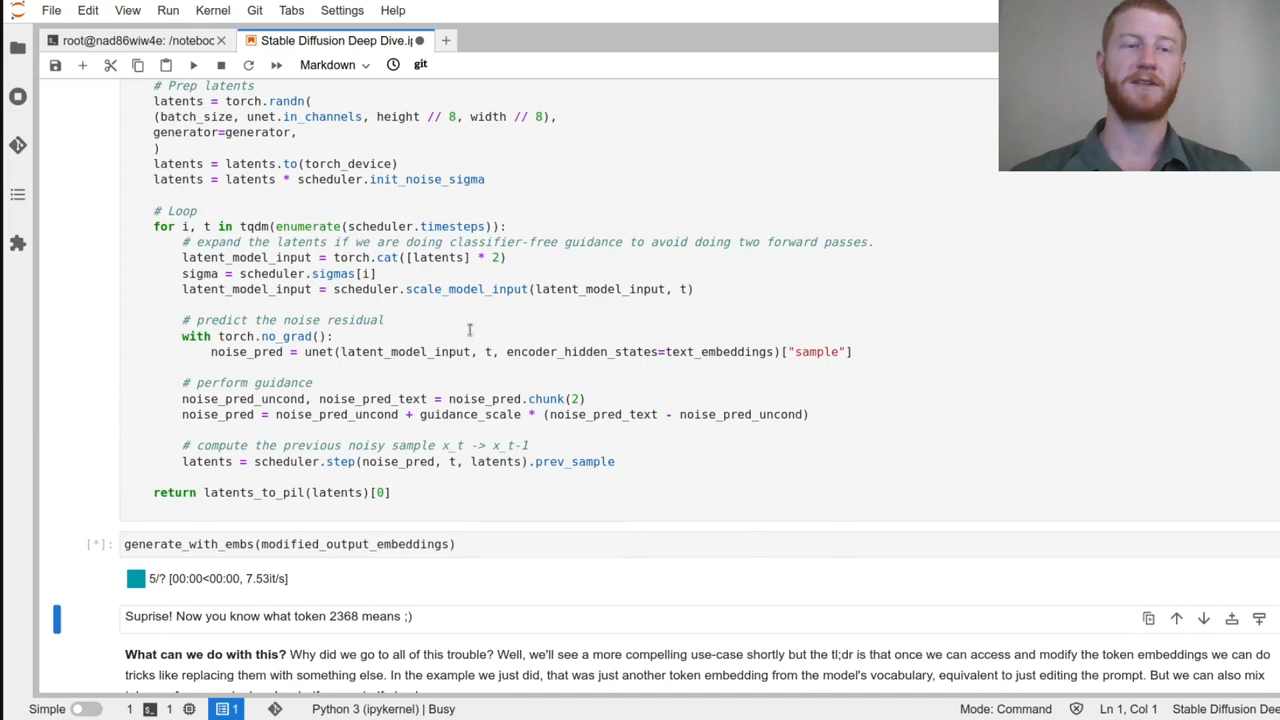 File Edit View Run Kernel Git Tabs Settings Help
root@nad86wiw4e: /noteboo × Stable Diffusion Deep Dive.ip
Markdown git
# Prep latents
latents = torch.randn(
(batch_size, unet.in_channels, height // 8, width // 8),
generator=generator,
)
latents = latents.to(torch_device)
latents = latents * scheduler.init_noise_sigma
# Loop
for i, t in tqdm(enumerate(scheduler.timesteps)):
# expand the latents if we are doing classifier-free guidance to avoid doing two forward passes.
latent_model_input = torch.cat([latents] * 2)
sigma = scheduler.sigmas[i]
latent_model_input = scheduler.scale_model_input(latent_model_input, t)
# predict the noise residual
with torch.no_grad():
noise_pred = unet(latent_model_input, t, encoder_hidden_states=text_embeddings)["sample"]
# perform guidance
noise_pred_uncond, noise_pred_text = noise_pred.chunk(2)
noise_pred = noise_pred_uncond + guidance_scale * (noise_pred_text - noise_pred_uncond)
# compute the previous noisy sample x_t -> x_t-1
latents = scheduler.step(noise_pred, t, latents).prev_sample
return latents_to_pil(latents)[0]
[*]: generate_with_embs(modified_output_embeddings)
5/? [00:00<00:00, 7.53it/s]
Suprise! Now you know what token 2368 means ;)
What can we do with this? Why did we go to all of this trouble? Well, we'll see a more compelling use-case shortly but the tl;dr is that once we can access and modify the token embeddings we can do
tricks like replacing them with something else. In the example we just did, that was just another token embedding from the model's vocabulary, equivalent to just editing the prompt. But we can also mix
Simple 1 1 1 Python 3 (ipykernel) | Busy Mode: Command Ln 1, Col 1 Stable Diffusion Dee